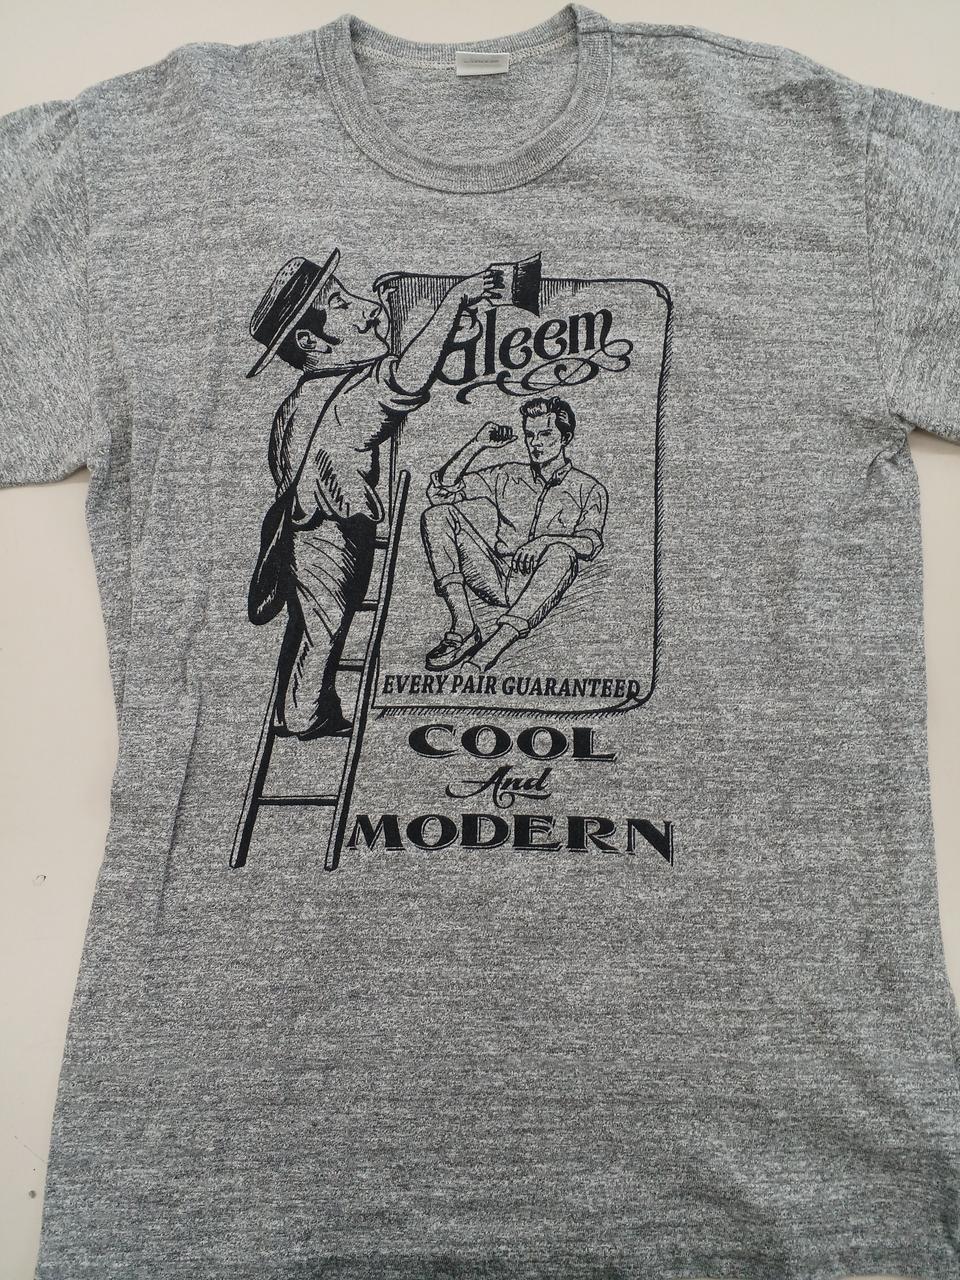 Gleem
EVERY PAIR GUARANTEED
COOL
And
MODERN